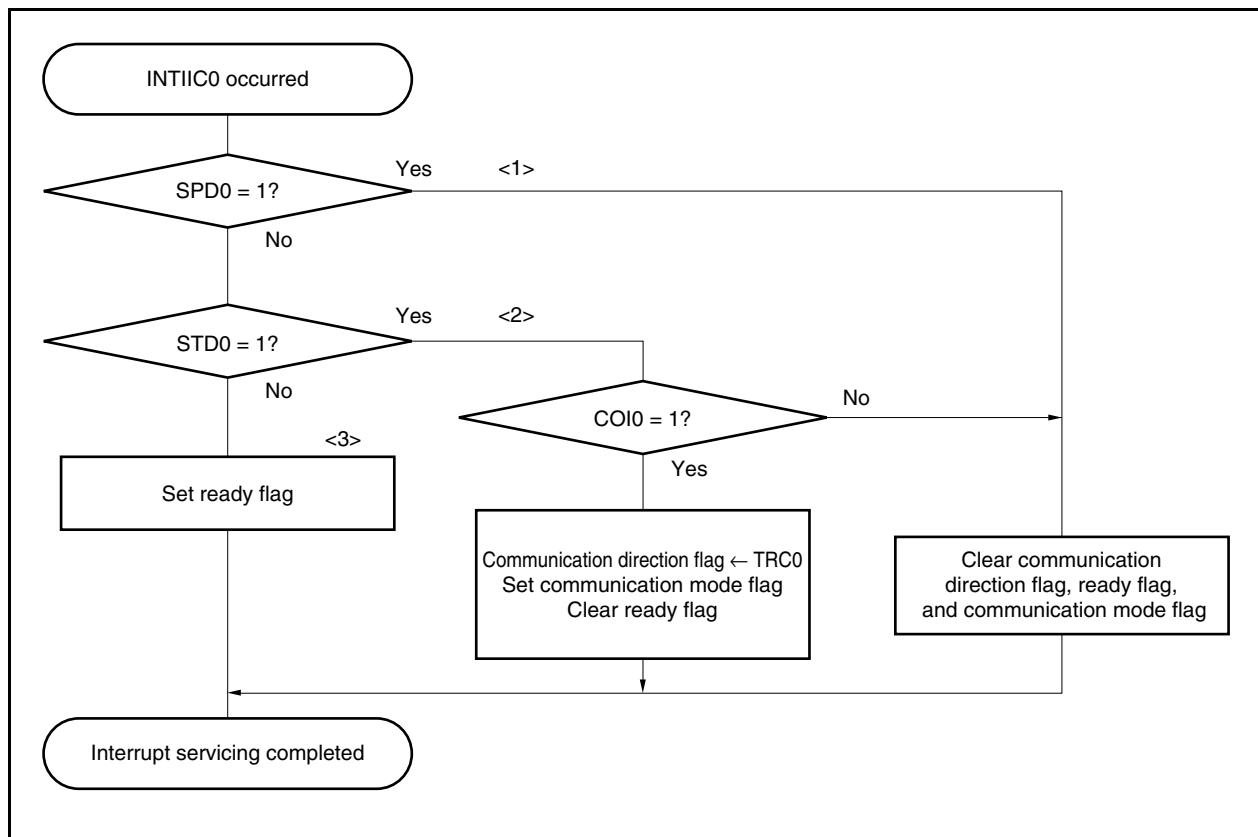 INTIIC0 occurred
Yes
<1>
SPD0 = 1?
No
Yes
<2>
STD0 = 1?
No
COI0 = 1?
No
<3>
Yes
Set ready flag
Communication direction flag ← TRC0
Set communication mode flag
Clear ready flag
Clear communication
direction flag, ready flag,
and communication mode flag
Interrupt servicing completed